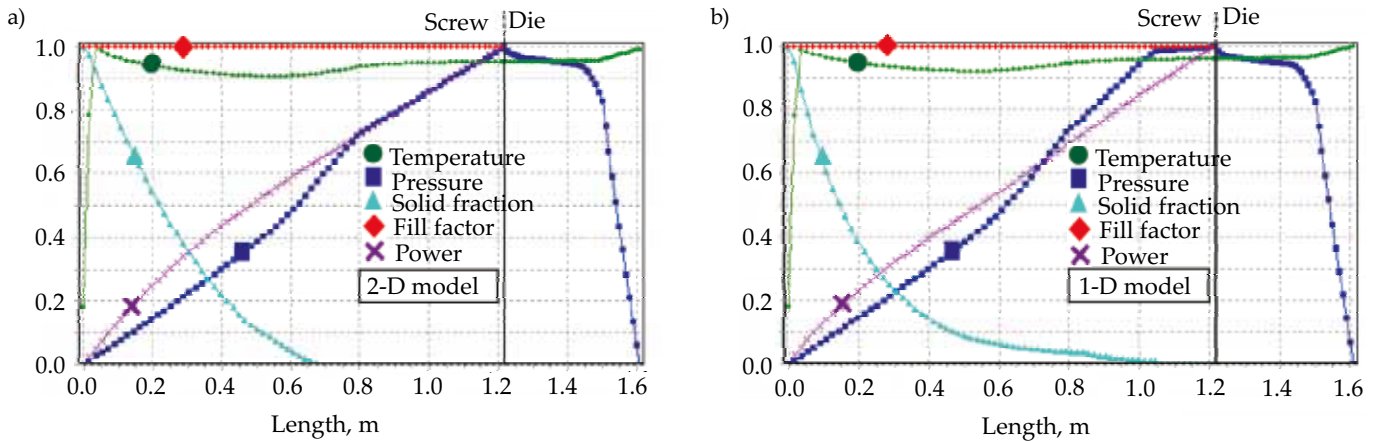 a)
Screw Die
1.0
0.8
0.6
0.4
0.2
0.0
Temperature
Pressure
Solid fraction
Fill factor
Power
2-D model
0.0 0.2 0.4 0.6 0.8 1.0 1.2 1.4 1.6
Length, m
b)
Screw Die
1.0
0.8
0.6
0.4
0.2
0.0
Temperature
Pressure
Solid fraction
Fill factor
Power
1-D model
0.0 0.2 0.4 0.6 0.8 1.0 1.2 1.4 1.6
Length, m